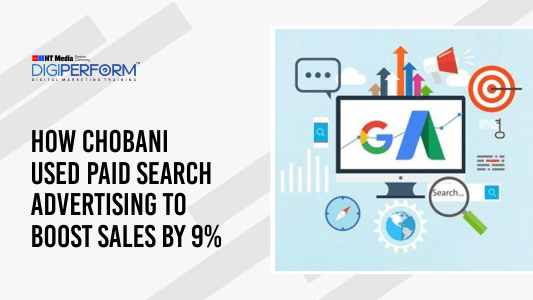 HT Media
DIGIPERFORM
DIGITAL MARKETING TRAINING
HOW CHOBANI
USED PAID SEARCH
ADVERTISING TO
BOOST SALES BY 9%
Search...